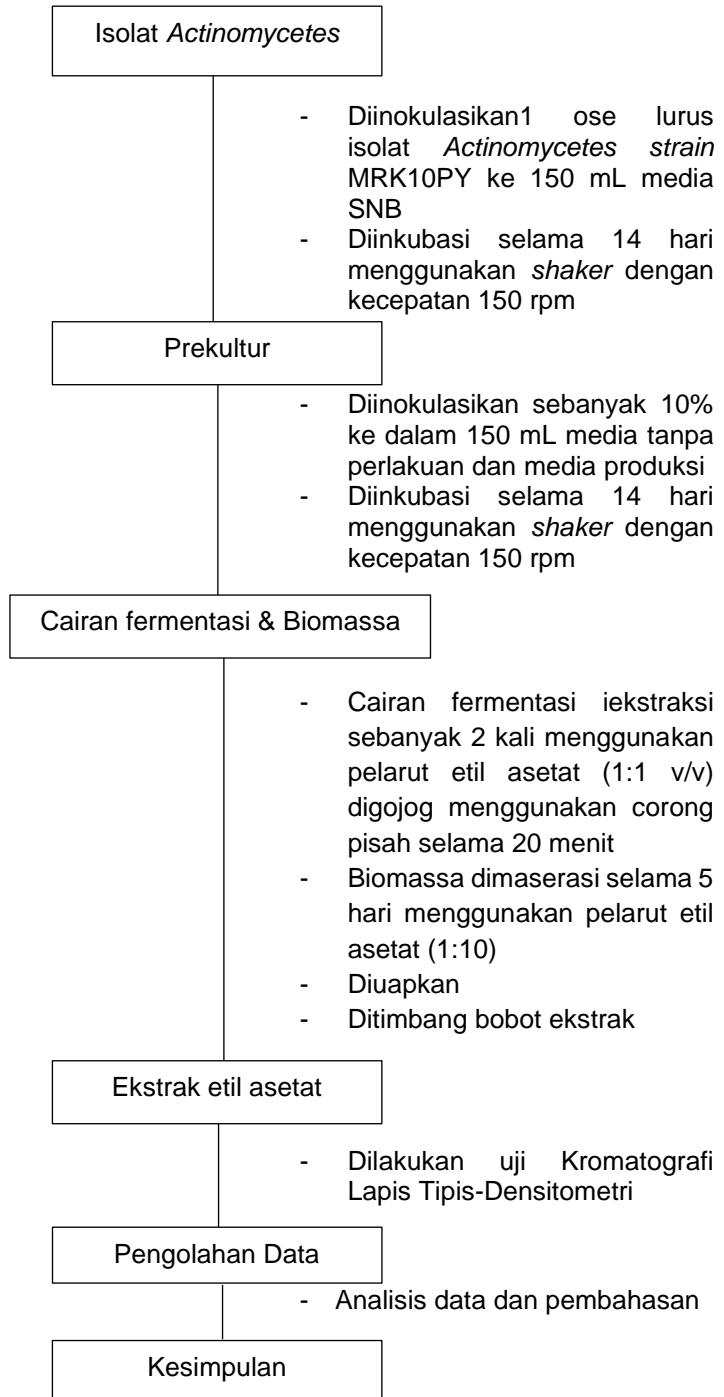 Isolat Actinomycetes
- Diinokulasikan1 ose lurus
isolat Actinomycetes strain
MRK10PY ke 150 mL media
SNB
- Diinkubasi selama 14 hari
menggunakan shaker dengan
kecepatan 150 rpm
Prekultur
- Diinokulasikan sebanyak 10%
ke dalam 150 mL media tanpa
perlakuan dan media produksi
- Diinkubasi selama 14 hari
menggunakan shaker dengan
kecepatan 150 rpm
Cairan fermentasi & Biomassa
- Cairan fermentasi iekstraksi
sebanyak 2 kali menggunakan
pelarut etil asetat (1:1 v/v)
digojog menggunakan corong
pisah selama 20 menit
- Biomassa dimaserasi selama 5
hari menggunakan pelarut etil
asetat (1:10)
- Diuapkan
- Ditimbang bobot ekstrak
Ekstrak etil asetat
- Dilakukan uji Kromatografi
Lapis Tipis-Densitometri
Pengolahan Data
- Analisis data dan pembahasan
Kesimpulan